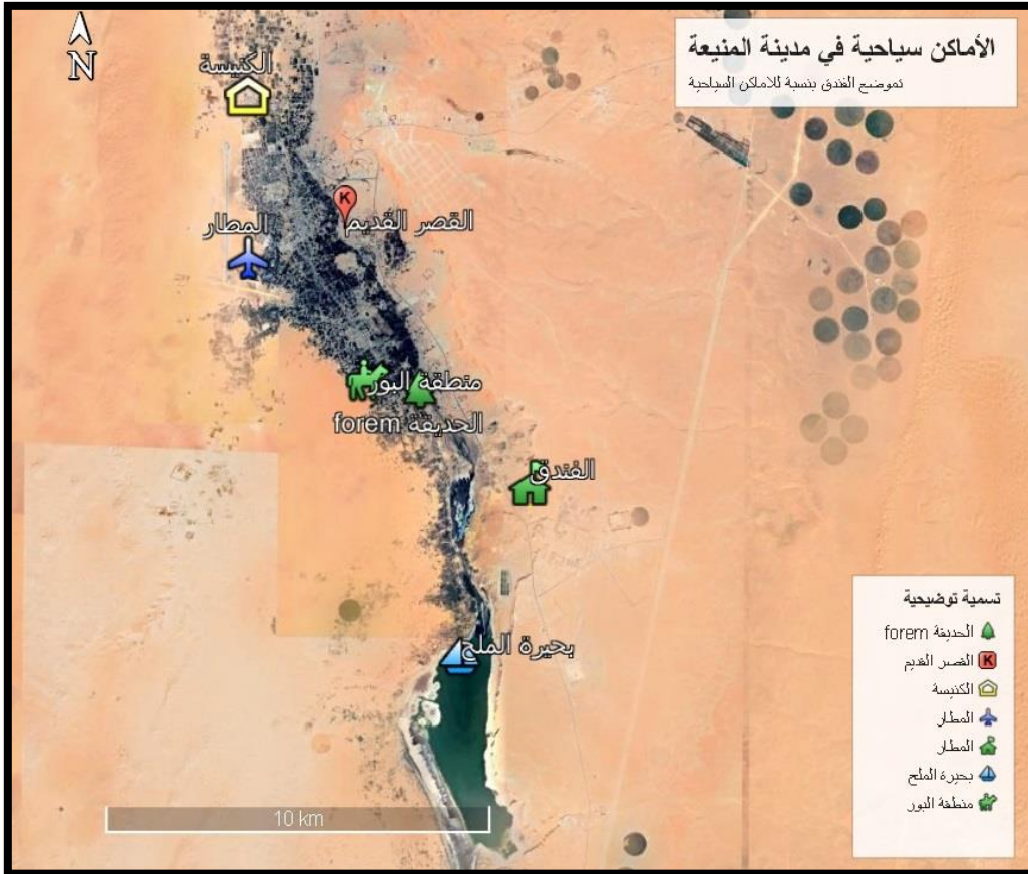 الأماكن سياحية في مدينة المنيعة
تموضع الفندق بنسبة للاماكن السياحية
N
الكنيسة
K
القصر القديم
المطار
منطقة البور
الحديقة forem
الفندق
بحيرة الملح
10 km
تسمية توضيحية
الحديقة forem
K القصر القديم
الكنيسة
المطار
المطار
بحيرة الملح
منطقة البور